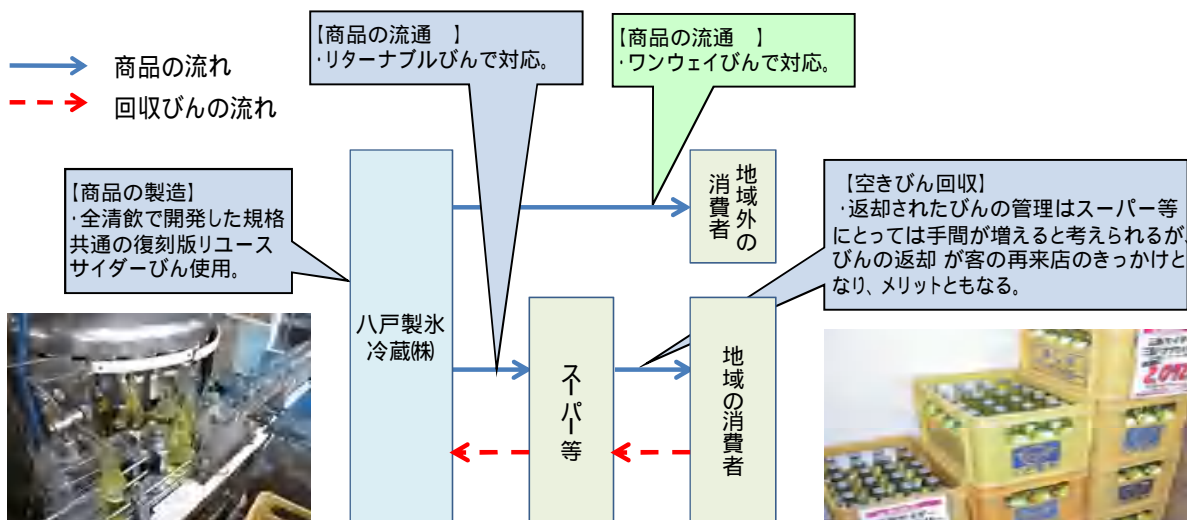 商品の流れ
回収びんの流れ
【商品の流通　】
・リターナブルびんで対応。
【商品の流通　】
・ワンウェイびんで対応。
【商品の製造】
・全清飲で開発した規格
共通の復刻版リユース
サイダーびん使用。
八戸製氷
冷蔵㈱
地域外の
消費者
【空きびん回収】
・返却されたびんの管理はスーパー等
にとっては手間が増えると考えられるが、
びんの返却 が客の再来店のきっかけと
なり、メリットともなる。
スーパー等
地域の消費者